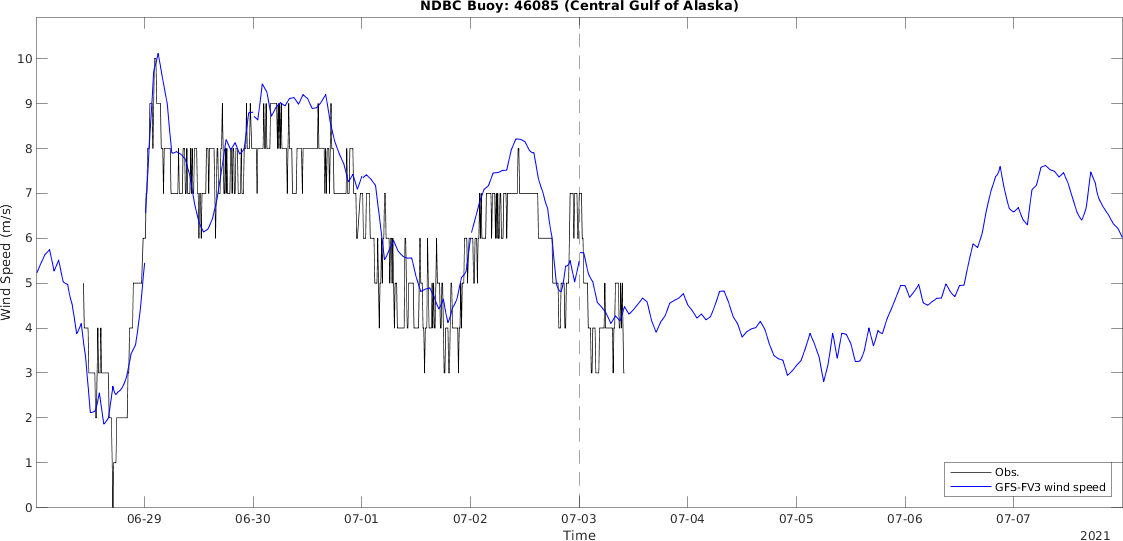 NDBC Buoy: 46085 (Central Gulf of Alaska)
10
9
8
7
6
5
4
3
2
1
0
Wind Speed (m/s)
Obs.
GFS-FV3 wind speed
06-29 06-30 07-01 07-02 07-03 07-04 07-05 07-06 07-07
Time
2021